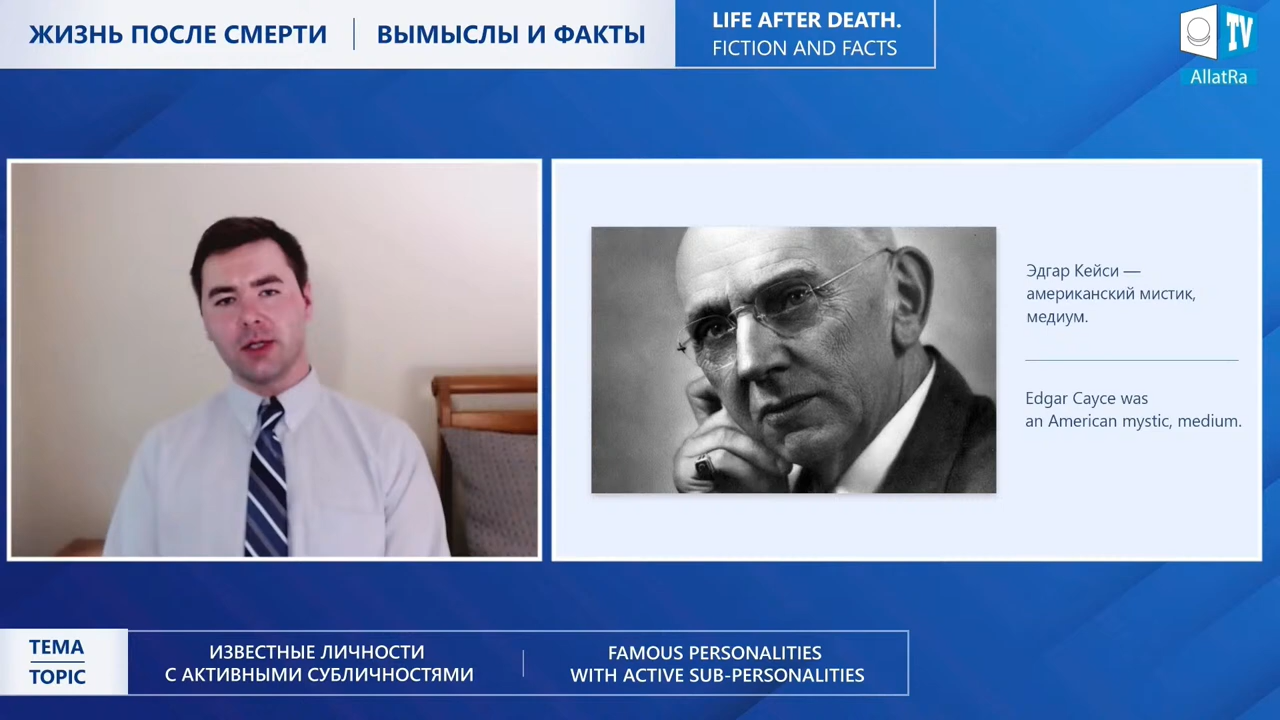 ЖИЗНЬ ПОСЛЕ СМЕРТИ
ВЫМЫСЛЫ И ФАКТЫ
LIFE AFTER DEATH.
FICTION AND FACTS
TV
AllatRa
Эдгар Кейси —
американский мистик,
медиум.
Edgar Cayce was
an American mystic, medium.
ТЕМА
TOPIC
ИЗВЕСТНЫЕ ЛИЧНОСТИ
С АКТИВНЫМИ СУБЛИЧНОСТЯМИ
FAMOUS PERSONALITIES
WITH ACTIVE SUB-PERSONALITIES